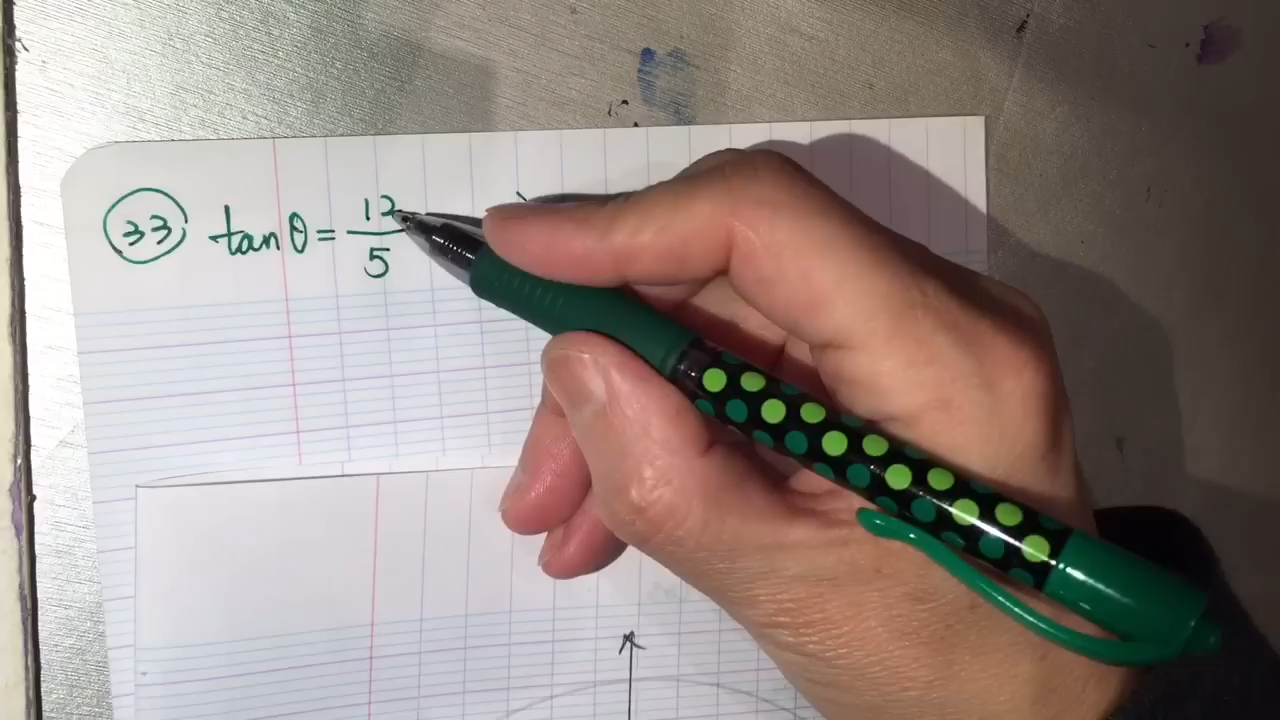 33 tan θ = 12/5